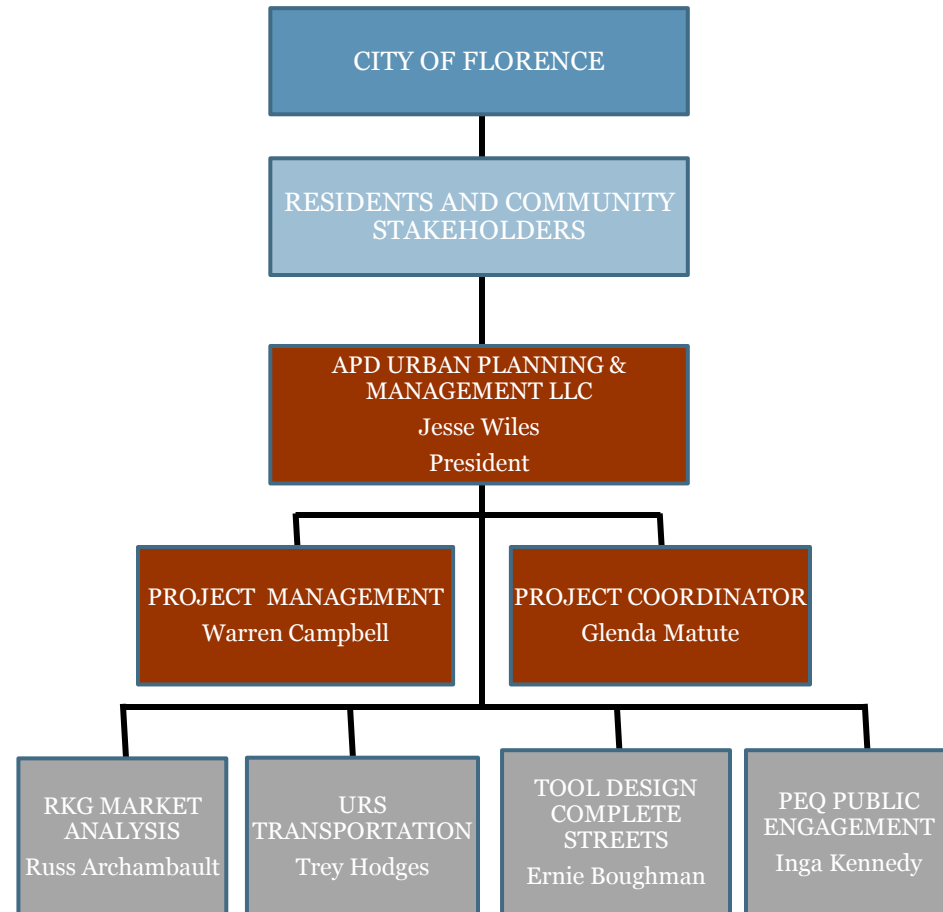 CITY OF FLORENCE
RESIDENTS AND COMMUNITY
STAKEHOLDERS
APD URBAN PLANNING &
MANAGEMENT LLC
Jesse Wiles
President
PROJECT MANAGEMENT
Warren Campbell
PROJECT COORDINATOR
Glenda Matute
RKG MARKET
ANALYSIS
Russ Archambault
URS
TRANSPORTATION
Trey Hodges
TOOL DESIGN
COMPLETE
STREETS
Ernie Boughman
PEQ PUBLIC
ENGAGEMENT
Inga Kennedy